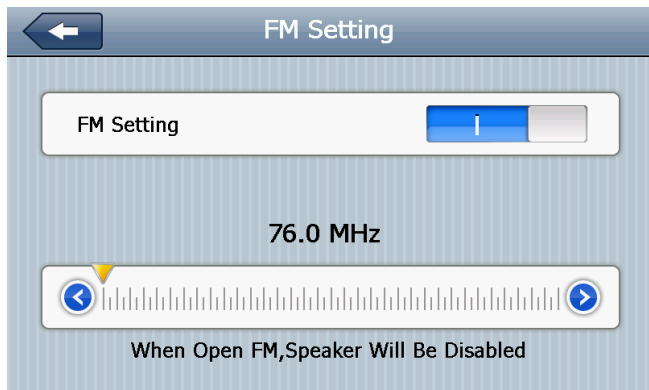 FM Setting
FM Setting
76.0 MHz
When Open FM,Speaker Will Be Disabled